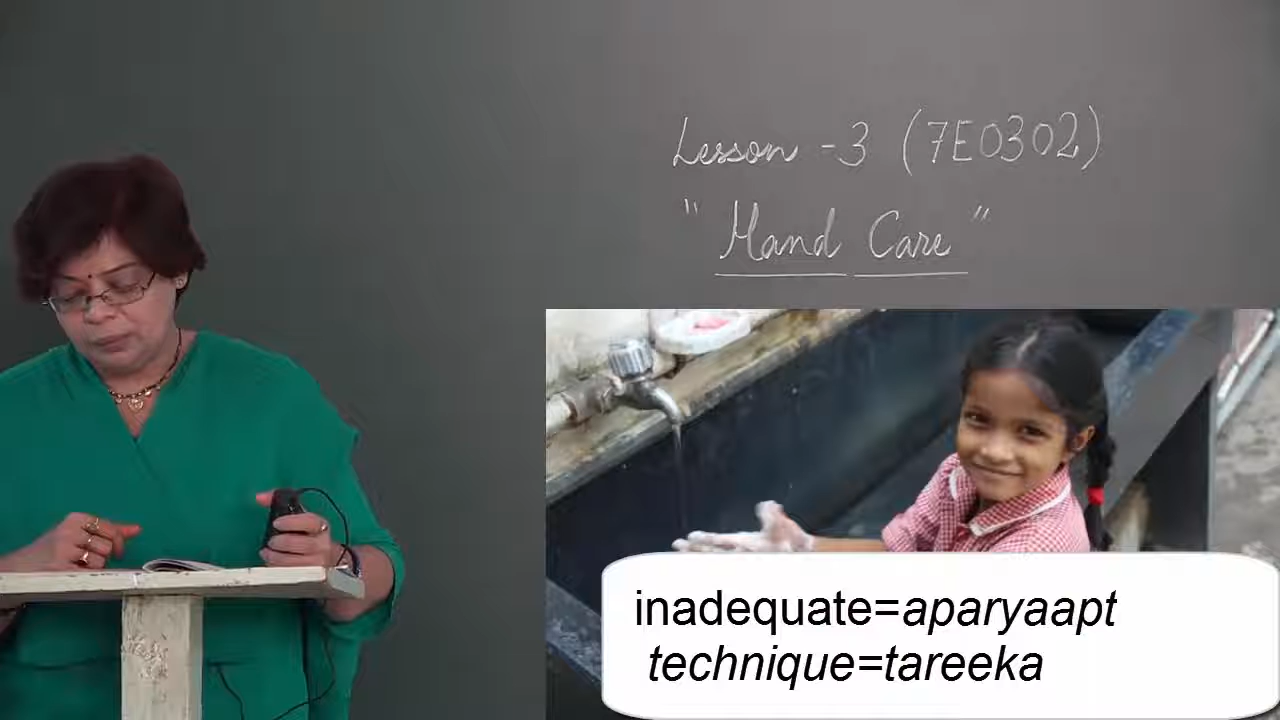 Lesson - 3 (7E0302)
" Hand Care "
inadequate=aparyaapt
technique=tareeka